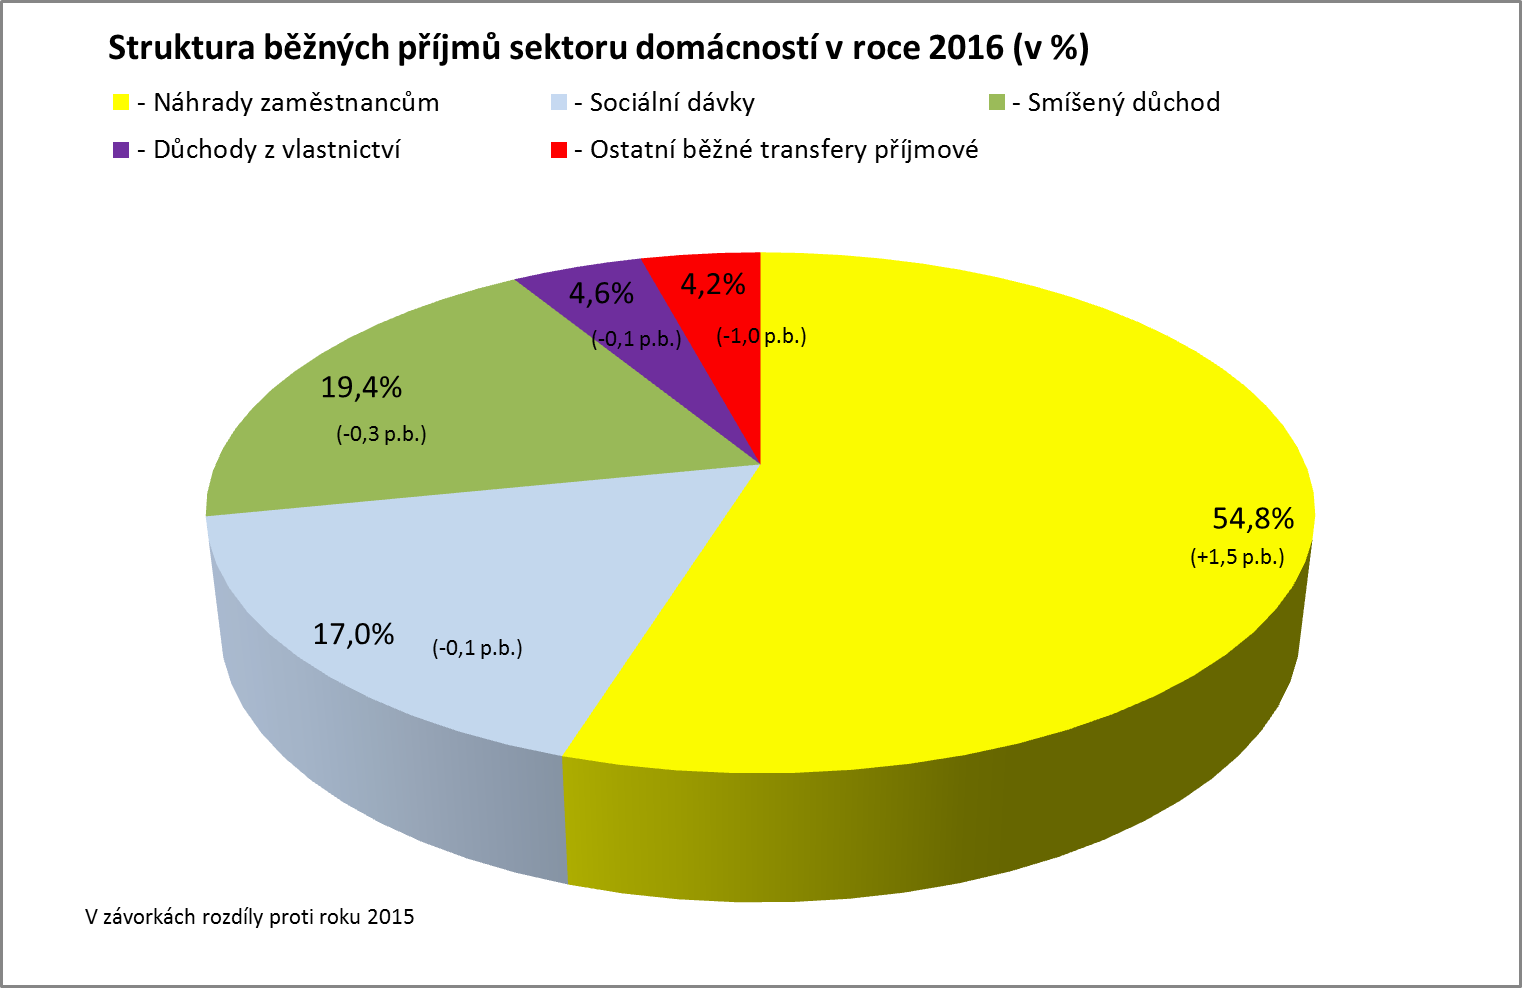 Struktura běžných příjmů sektoru domácností v roce 2016 (v %)
- Náhrady zaměstnancům
- Sociální dávky
- Smíšený důchod
- Důchody z vlastnictví
- Ostatní běžné transfery příjmové
4,6%
(-0,1 p.b.)
4,2%
(-1,0 p.b.)
19,4%
(-0,3 p.b.)
54,8%
(+1,5 p.b.)
17,0%
(-0,1 p.b.)
V závorkách rozdíly proti roku 2015